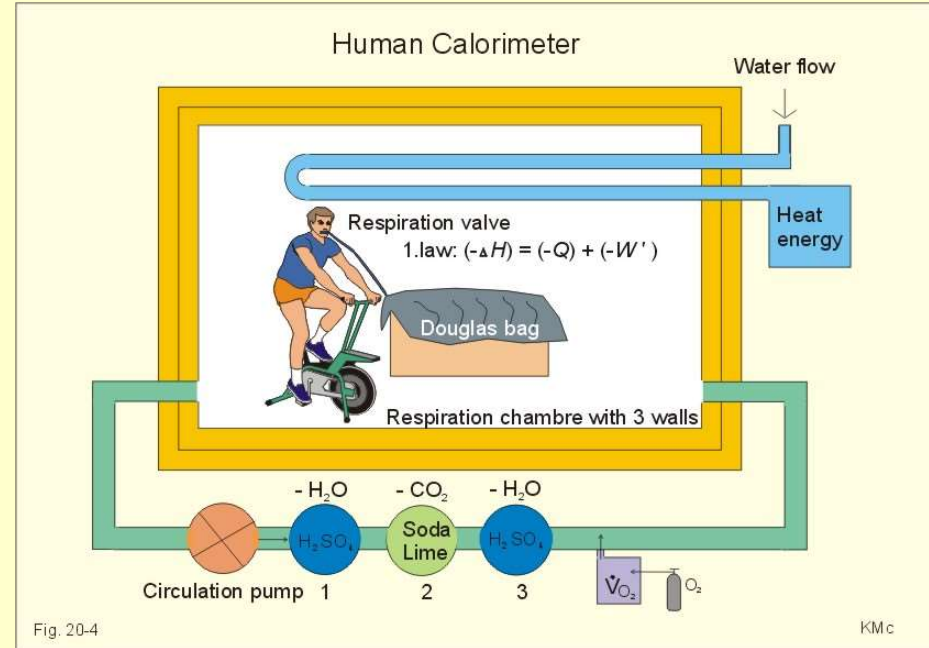 Human Calorimeter
Water flow
Heat
energy
Respiration valve
1.law: (-ΔH) = (-Q) + (-W')
Douglas bag
Respiration chambre with 3 walls
- H₂O
- CO₂
- H₂O
H₂SO₄
Soda
Lime
H₂SO₄
V̇O₂
O₂
Circulation pump
1
2
3
Fig. 20-4
KMc